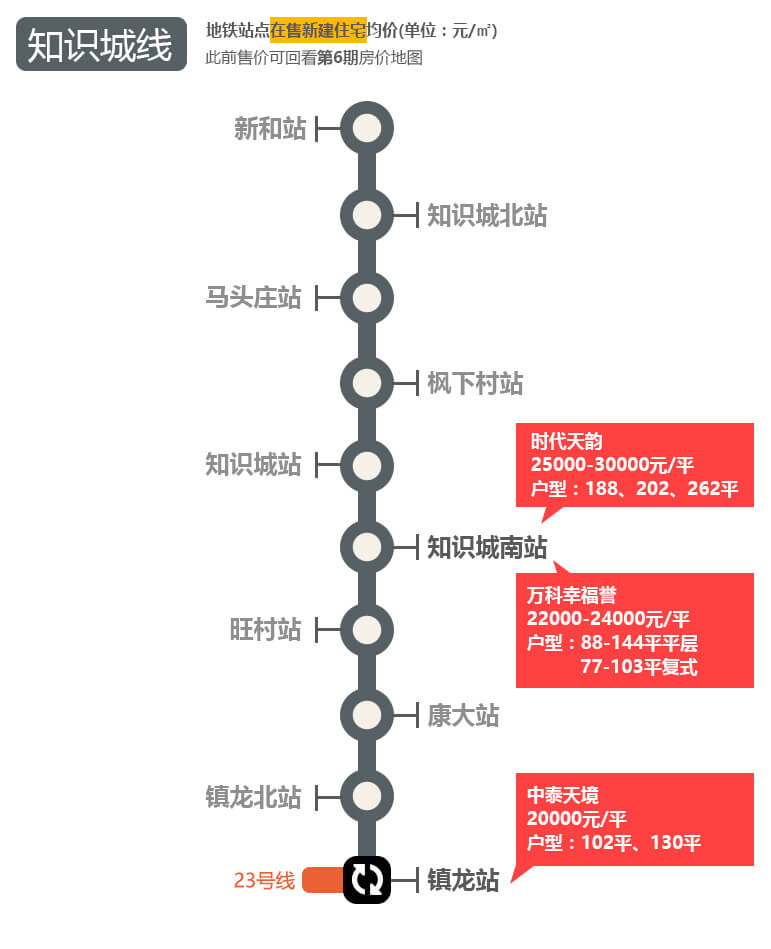 知识城线
地铁站点在售新建住宅均价(单位：元/㎡)
此前售价可回看第6期房价地图
新和站
知识城北站
马头庄站
枫下村站
时代天韵
25000-30000元/平
户型：188、202、262平
知识城站
知识城南站
万科幸福誉
22000-24000元/平
户型：88-144平平层
77-103平复式
旺村站
康大站
镇龙北站
中泰天境
20000元/平
户型：102平、130平
23号线
镇龙站